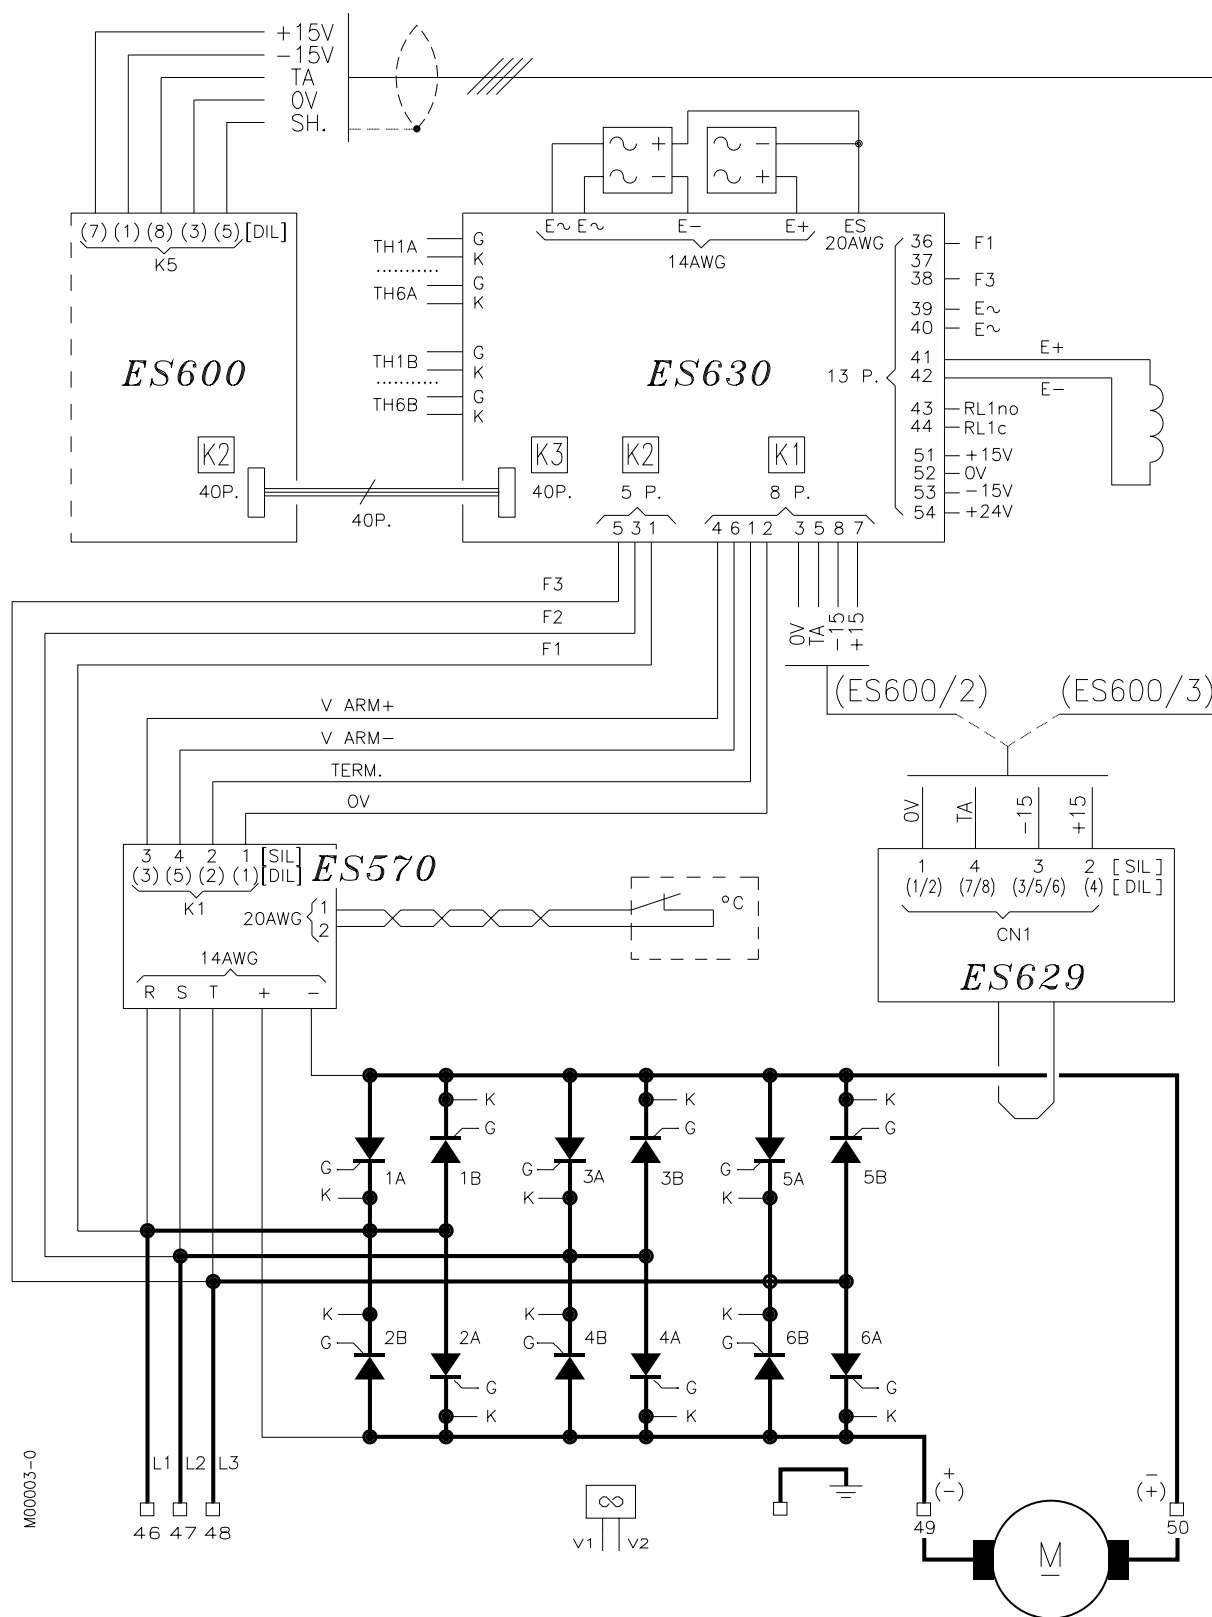 +15V
-15V
TA
0V
SH.
(7) (1) (8) (3) (5) [DIL]
K5
ES600
K2
40P.
40P.
∼ +
∼ -
∼ -
∼ +
E∼ E∼ E- E+ ES
14AWG
20AWG
TH1A
G
K
...........
TH6A
G
K
TH1B
G
K
...........
TH6B
G
K
ES630
13 P.
36 F1
37
38 F3
39 E∼
40 E∼
41 E+
42 E-
43 RL1no
44 RL1c
51 +15V
52 0V
53 -15V
54 +24V
K3
40P.
K2
5 P.
K1
8 P.
5 3 1
4 6 1 2
3 5 8 7
F3
F2
F1
0V
TA
-15
+15
(ES600/2)
(ES600/3)
V ARM+
V ARM-
TERM.
0V
3 4 2 1 [SIL]
(3) (5) (2) (1) [DIL]
K1
ES570
20AWG
1
2
14AWG
R S T + -
°C
0V
TA
-15
+15
1 4 3 2 [SIL]
(1/2) (7/8) (3/5/6) (4) [DIL]
CN1
ES629
K
G
K
G
K
G
G
K
1A
1B
G
K
3A
3B
G
K
5A
5B
K
G
2B
2A
K
G
4B
4A
K
G
6B
6A
G
K
G
K
G
K
L1 L2 L3
46 47 48
∞
V1 V2
+
(-)
49
-
(+)
50
M
M00003-0